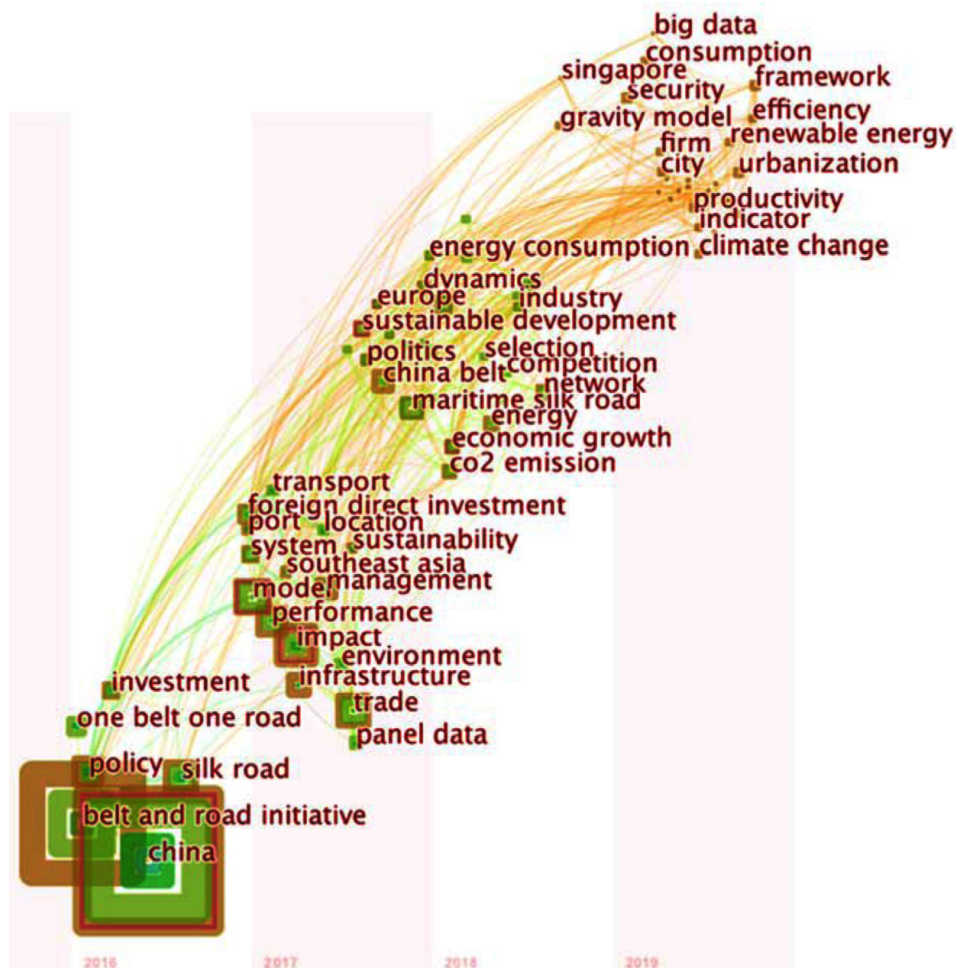 big data
consumption
singapore
framework
security
efficiency
gravity model
renewable energy
firm
city
urbanization
productivity
indicator
energy consumption
climate change
dynamics
europe
industry
sustainable development
politics
selection
competition
china belt
network
maritime silk road
energy
economic growth
co2 emission
transport
foreign direct investment
port
location
system
sustainability
southeast asia
management
model
performance
impact
environment
infrastructure
investment
trade
one belt one road
panel data
policy
silk road
belt and road initiative
china
2016
2017
2018
2019